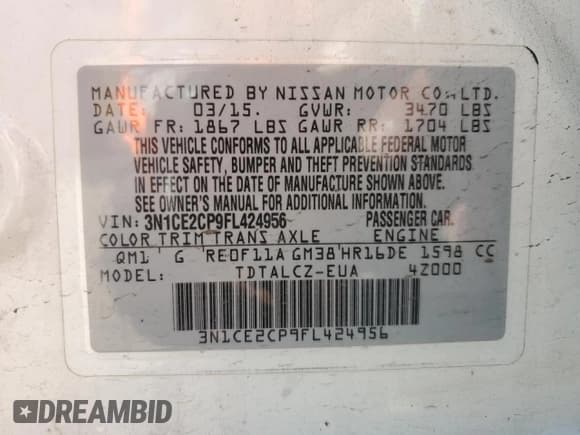 MANUFACTURED BY NISSAN MOTOR CO., LTD.
DATE: 03/15. GVWR: 3470 LBS
GAWR FR: 1867 LBS GAWR RR: 1704 LBS
THIS VEHICLE CONFORMS TO ALL APPLICABLE FEDERAL MOTOR
VEHICLE SAFETY, BUMPER AND THEFT PREVENTION STANDARDS
IN EFFECT ON THE DATE OF MANUFACTURE SHOWN ABOVE.
SEE OWNER'S MANUAL FOR ADDITIONAL INFORMATION.
VIN: 3N1CE2CP9FL424956 PASSENGER CAR.
COLOR TRIM TRANS AXLE ENGINE
QM1 G RE0F11A GM38 HR16DE 1598 CC
MODEL: TDTALCZ-EUA 4Z000
3N1CE2CP9FL424956
DREAMBID